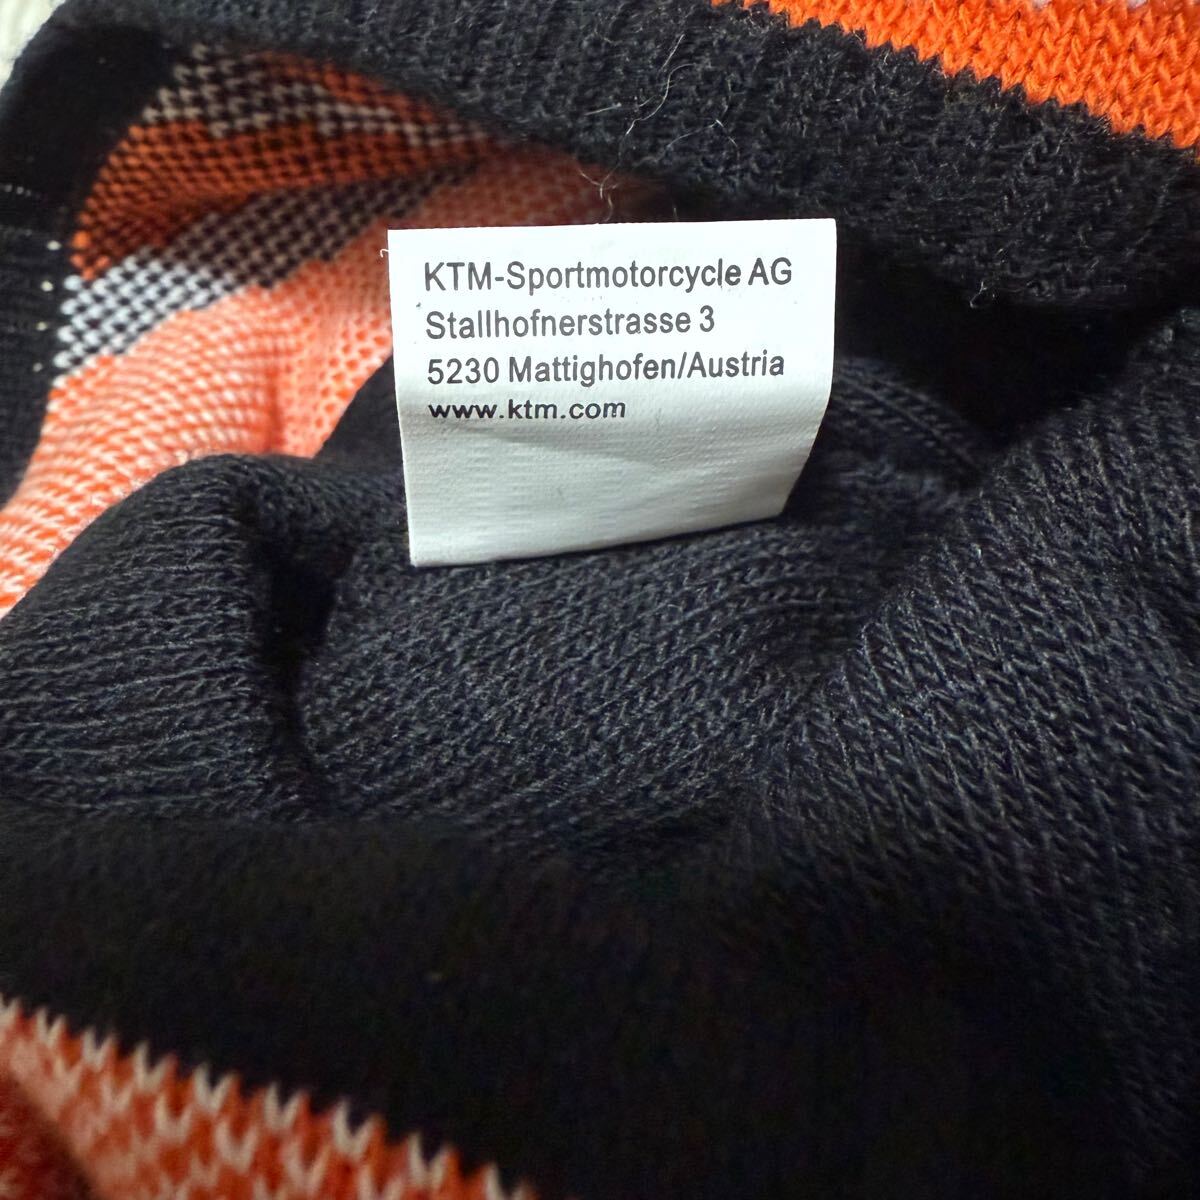 KTM-Sportmotorcycle AG
Stallhofnerstrasse 3
5230 Mattighofen/Austria
www.ktm.com